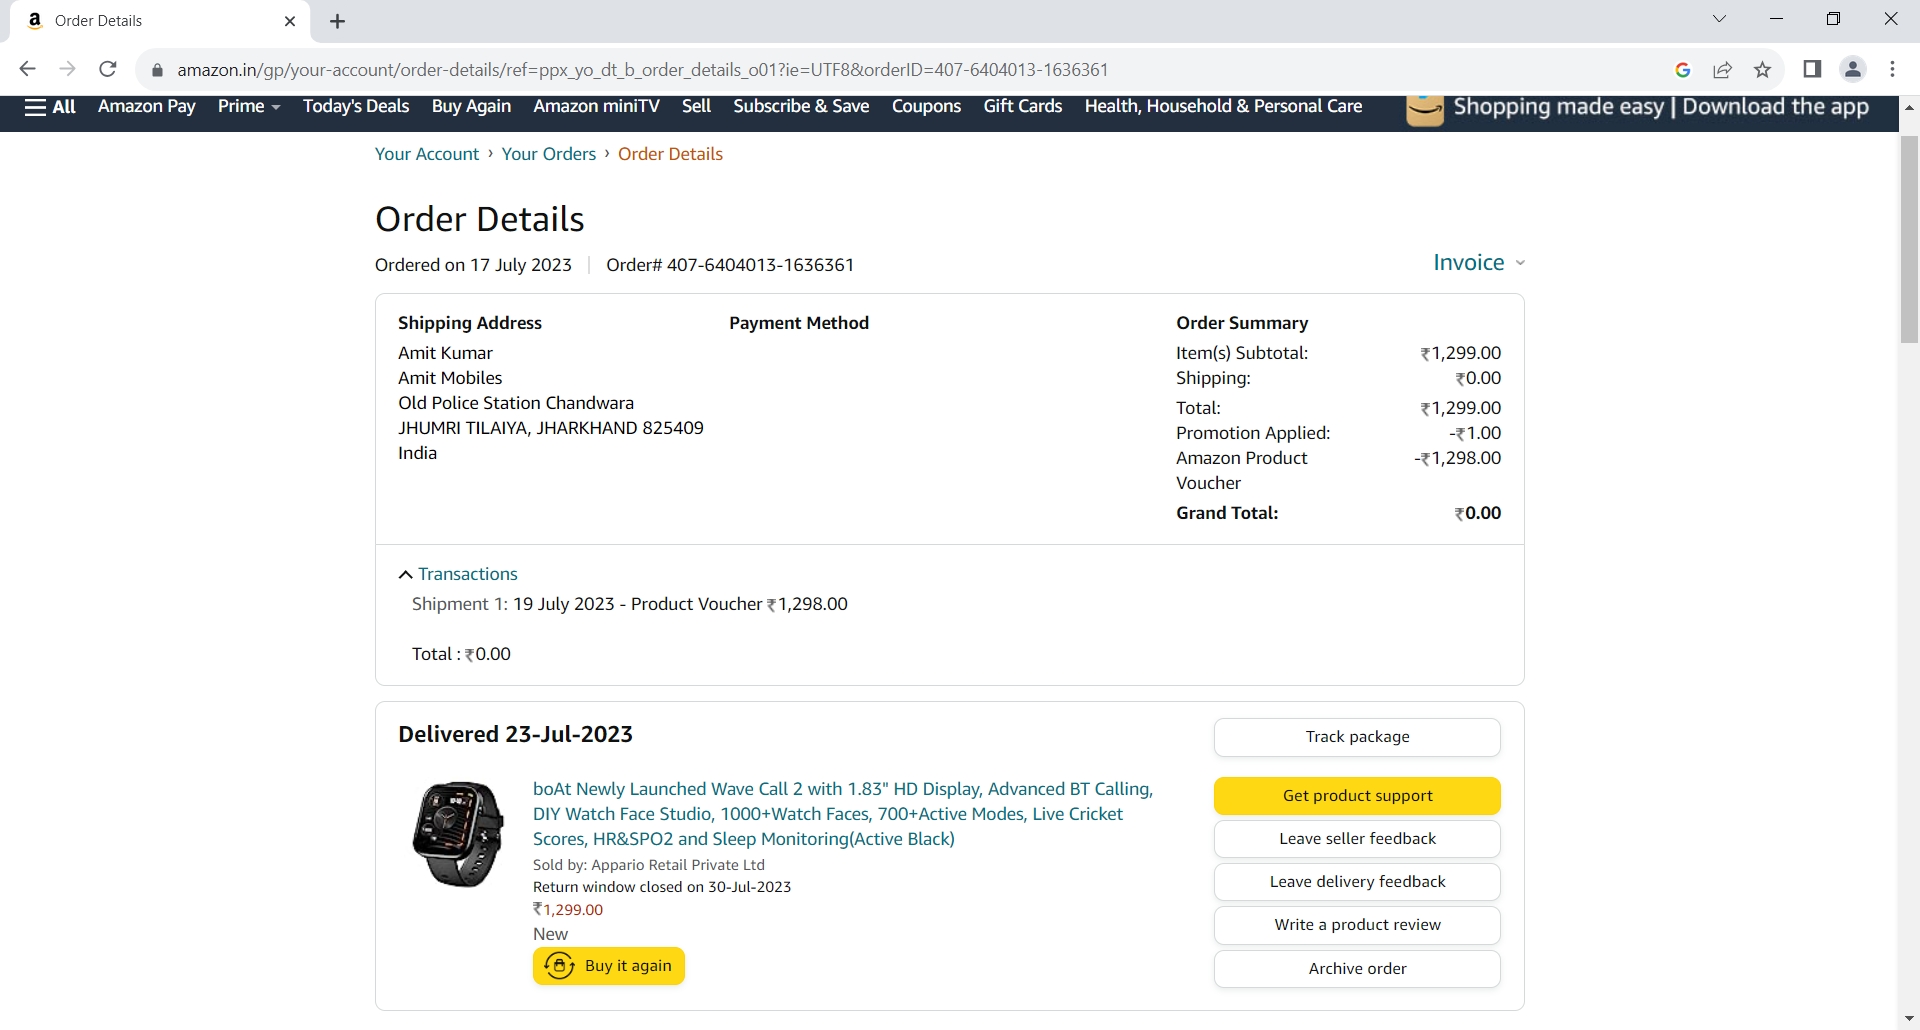 Order Details
amazon.in/gp/your-account/order-details/ref=ppx_yo_dt_b_order_details_o01?ie=UTF8&orderID=407-6404013-1636361
All Amazon Pay Prime Today's Deals Buy Again Amazon miniTV Sell Subscribe & Save Coupons Gift Cards Health, Household & Personal Care Shopping made easy | Download the app
Your Account › Your Orders › Order Details
Order Details
Ordered on 17 July 2023 | Order# 407-6404013-1636361
Invoice
Shipping Address
Amit Kumar
Amit Mobiles
Old Police Station Chandwara
JHUMRI TILAIYA, JHARKHAND 825409
India
Payment Method
Order Summary
Item(s) Subtotal: ₹1,299.00
Shipping: ₹0.00
Total: ₹1,299.00
Promotion Applied: -₹1.00
Amazon Product -₹1,298.00
Voucher
Grand Total: ₹0.00
Transactions
Shipment 1: 19 July 2023 - Product Voucher ₹1,298.00
Total : ₹0.00
Delivered 23-Jul-2023
boAt Newly Launched Wave Call 2 with 1.83" HD Display, Advanced BT Calling,
DIY Watch Face Studio, 1000+Watch Faces, 700+Active Modes, Live Cricket
Scores, HR&SPO2 and Sleep Monitoring(Active Black)
Sold by: Appario Retail Private Ltd
Return window closed on 30-Jul-2023
₹1,299.00
New
Buy it again
Track package
Get product support
Leave seller feedback
Leave delivery feedback
Write a product review
Archive order